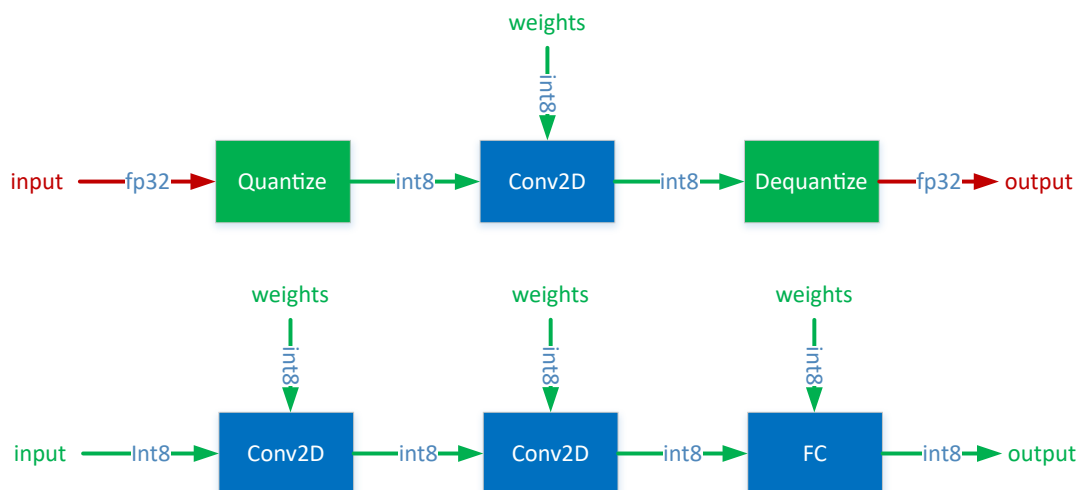 weights
int8
input fp32 Quantize int8 Conv2D int8 Dequantize fp32 output
weights weights weights
int8 int8 int8
input Int8 Conv2D int8 Conv2D int8 FC int8 output